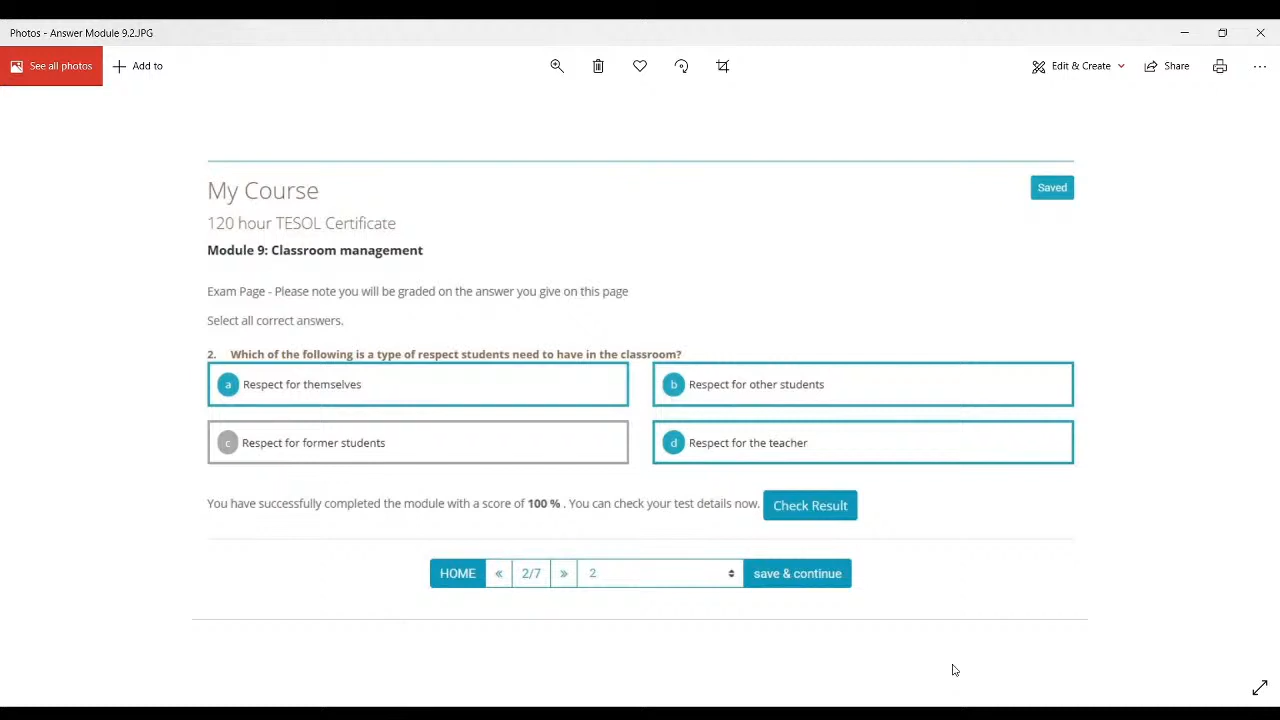 Photos - Answer Module 9.2.JPG
See all photos
Add to
Edit & Create
Share
My Course
Saved
120 hour TESOL Certificate
Module 9: Classroom management
Exam Page - Please note you will be graded on the answer you give on this page
Select all correct answers.
2. Which of the following is a type of respect students need to have in the classroom?
a Respect for themselves
b Respect for other students
c Respect for former students
d Respect for the teacher
You have successfully completed the module with a score of 100 % . You can check your test details now. Check Result
HOME « 2/7 » 2 save & continue